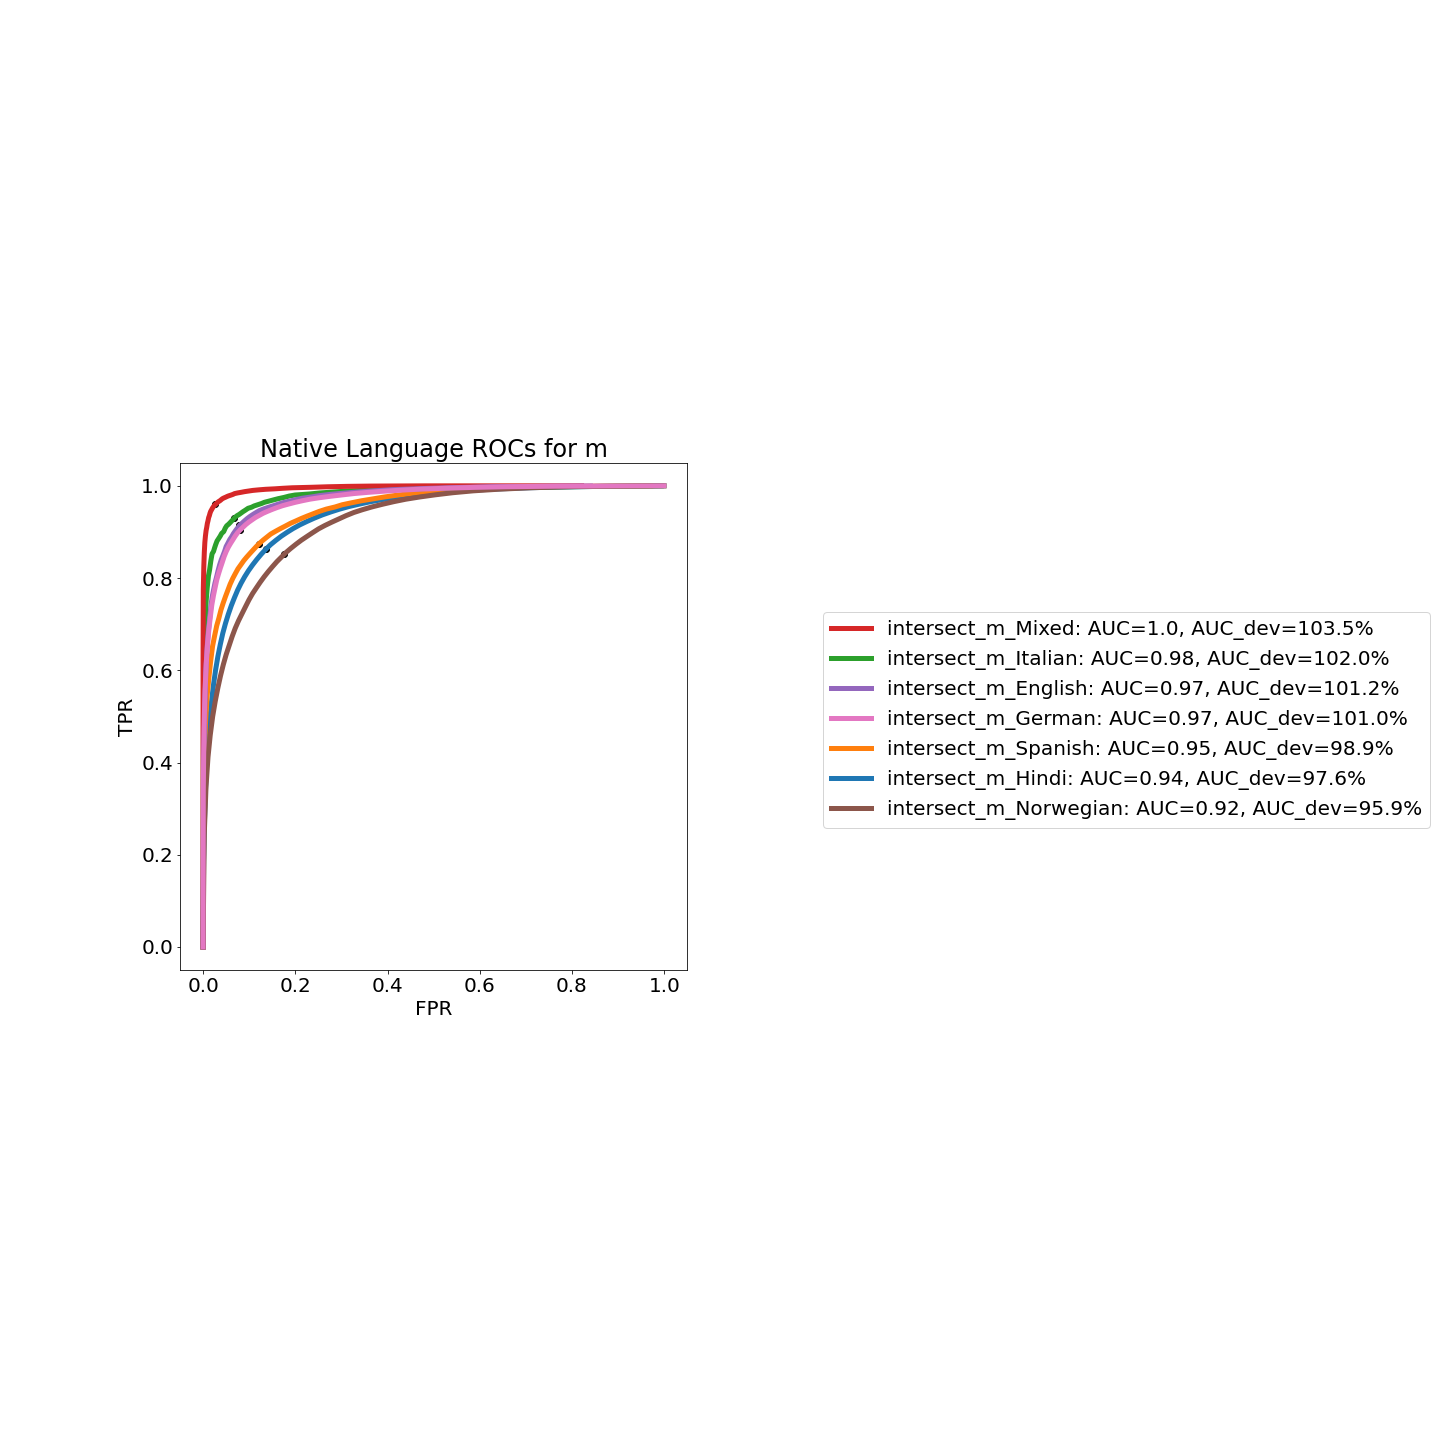 Native Language ROCs for m
TPR
1.0
0.8
0.6
0.4
0.2
0.0
0.0 0.2 0.4 0.6 0.8 1.0
FPR
intersect_m_Mixed: AUC=1.0, AUC_dev=103.5%
intersect_m_Italian: AUC=0.98, AUC_dev=102.0%
intersect_m_English: AUC=0.97, AUC_dev=101.2%
intersect_m_German: AUC=0.97, AUC_dev=101.0%
intersect_m_Spanish: AUC=0.95, AUC_dev=98.9%
intersect_m_Hindi: AUC=0.94, AUC_dev=97.6%
intersect_m_Norwegian: AUC=0.92, AUC_dev=95.9%